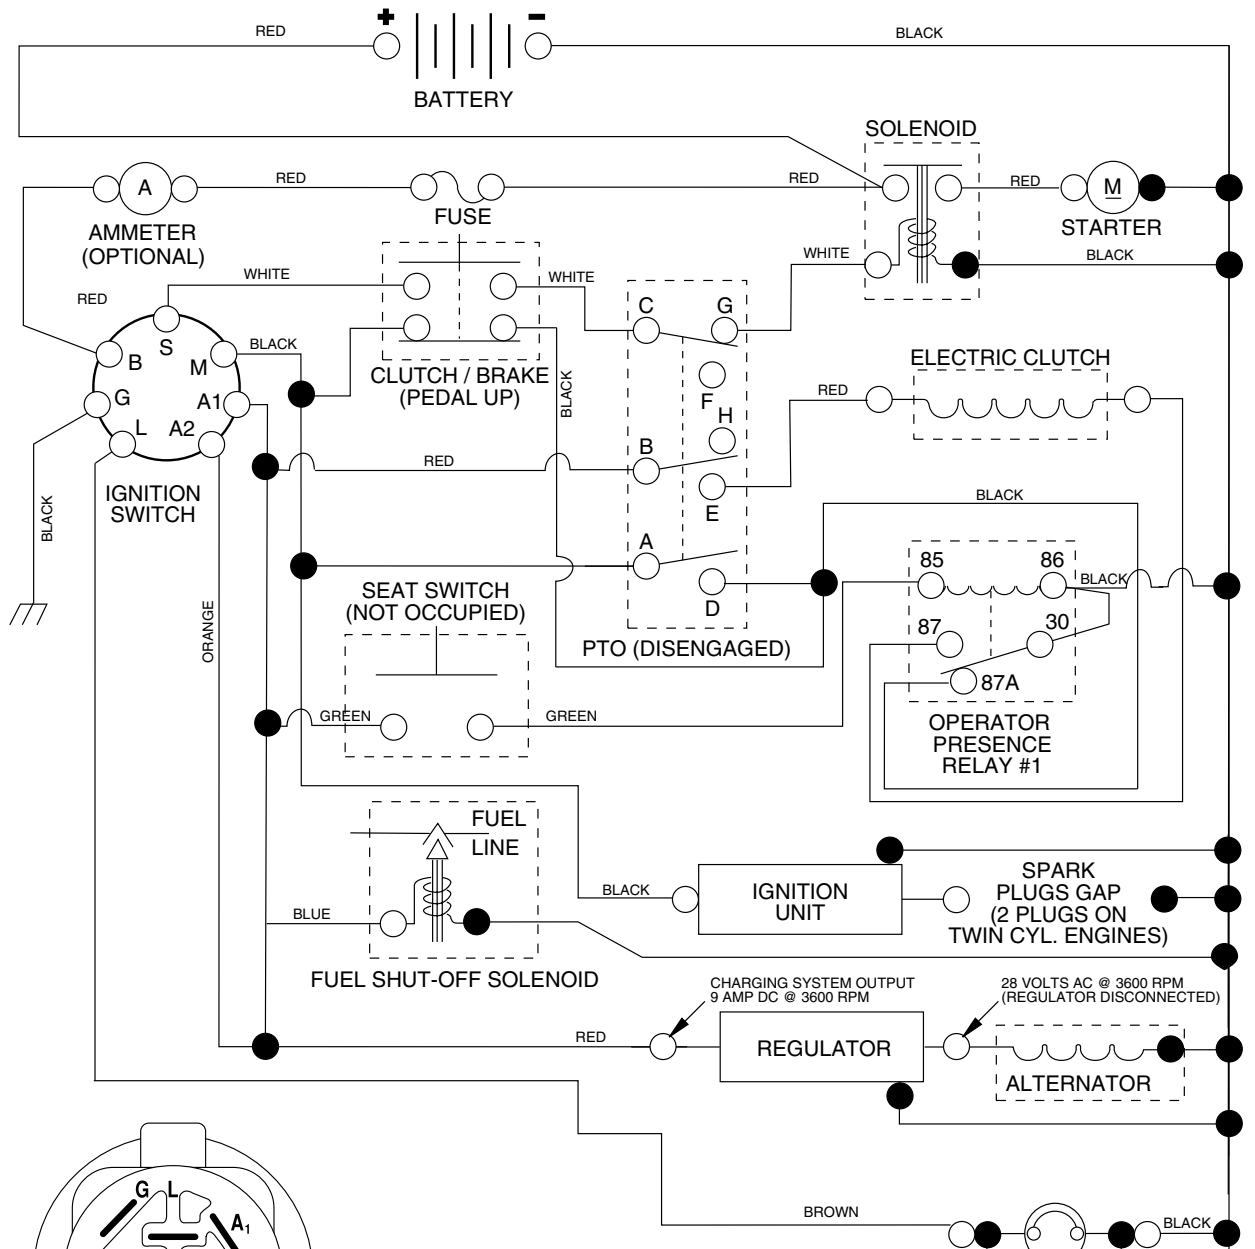 + -
RED
BLACK
BATTERY
SOLENOID
A
RED
RED
RED
M
AMMETER
(OPTIONAL)
FUSE
STARTER
WHITE
WHITE
WHITE
BLACK
RED
S
B
M
G
A1
L
A2
BLACK
IGNITION
SWITCH
CLUTCH / BRAKE
(PEDAL UP)
BLACK
C
G
F
H
B
E
A
D
PTO (DISENGAGED)
ELECTRIC CLUTCH
RED
RED
BLACK
BLACK
ORANGE
SEAT SWITCH
(NOT OCCUPIED)
85
86
BLACK
87
30
87A
OPERATOR
PRESENCE
RELAY #1
GREEN
GREEN
FUEL
LINE
BLUE
FUEL SHUT-OFF SOLENOID
BLACK
IGNITION
UNIT
SPARK
PLUGS GAP
(2 PLUGS ON
TWIN CYL. ENGINES)
CHARGING SYSTEM OUTPUT
9 AMP DC @ 3600 RPM
28 VOLTS AC @ 3600 RPM
(REGULATOR DISCONNECTED)
RED
REGULATOR
ALTERNATOR
G L
A1
BROWN
BLACK